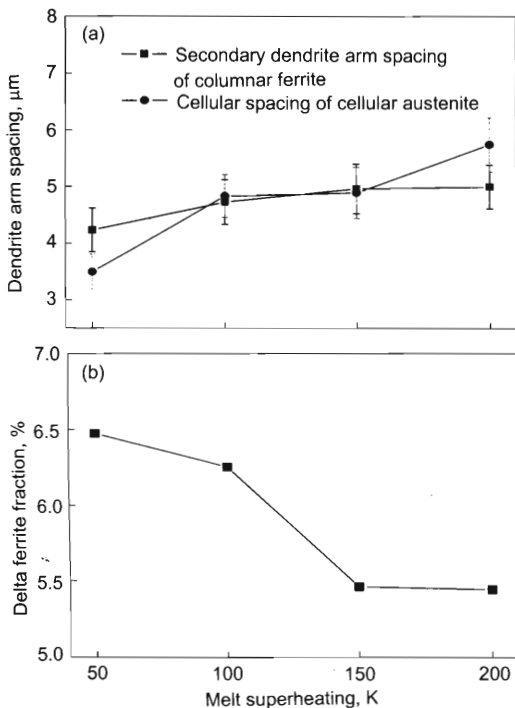 (a)
Secondary dendrite arm spacing
of columnar ferrite
Cellular spacing of cellular austenite
Dendrite arm spacing, μm
8
7
6
5
4
3
(b)
Delta ferrite fraction, %
7.0
6.5
6.0
5.5
5.0
50 100 150 200
Melt superheating, K